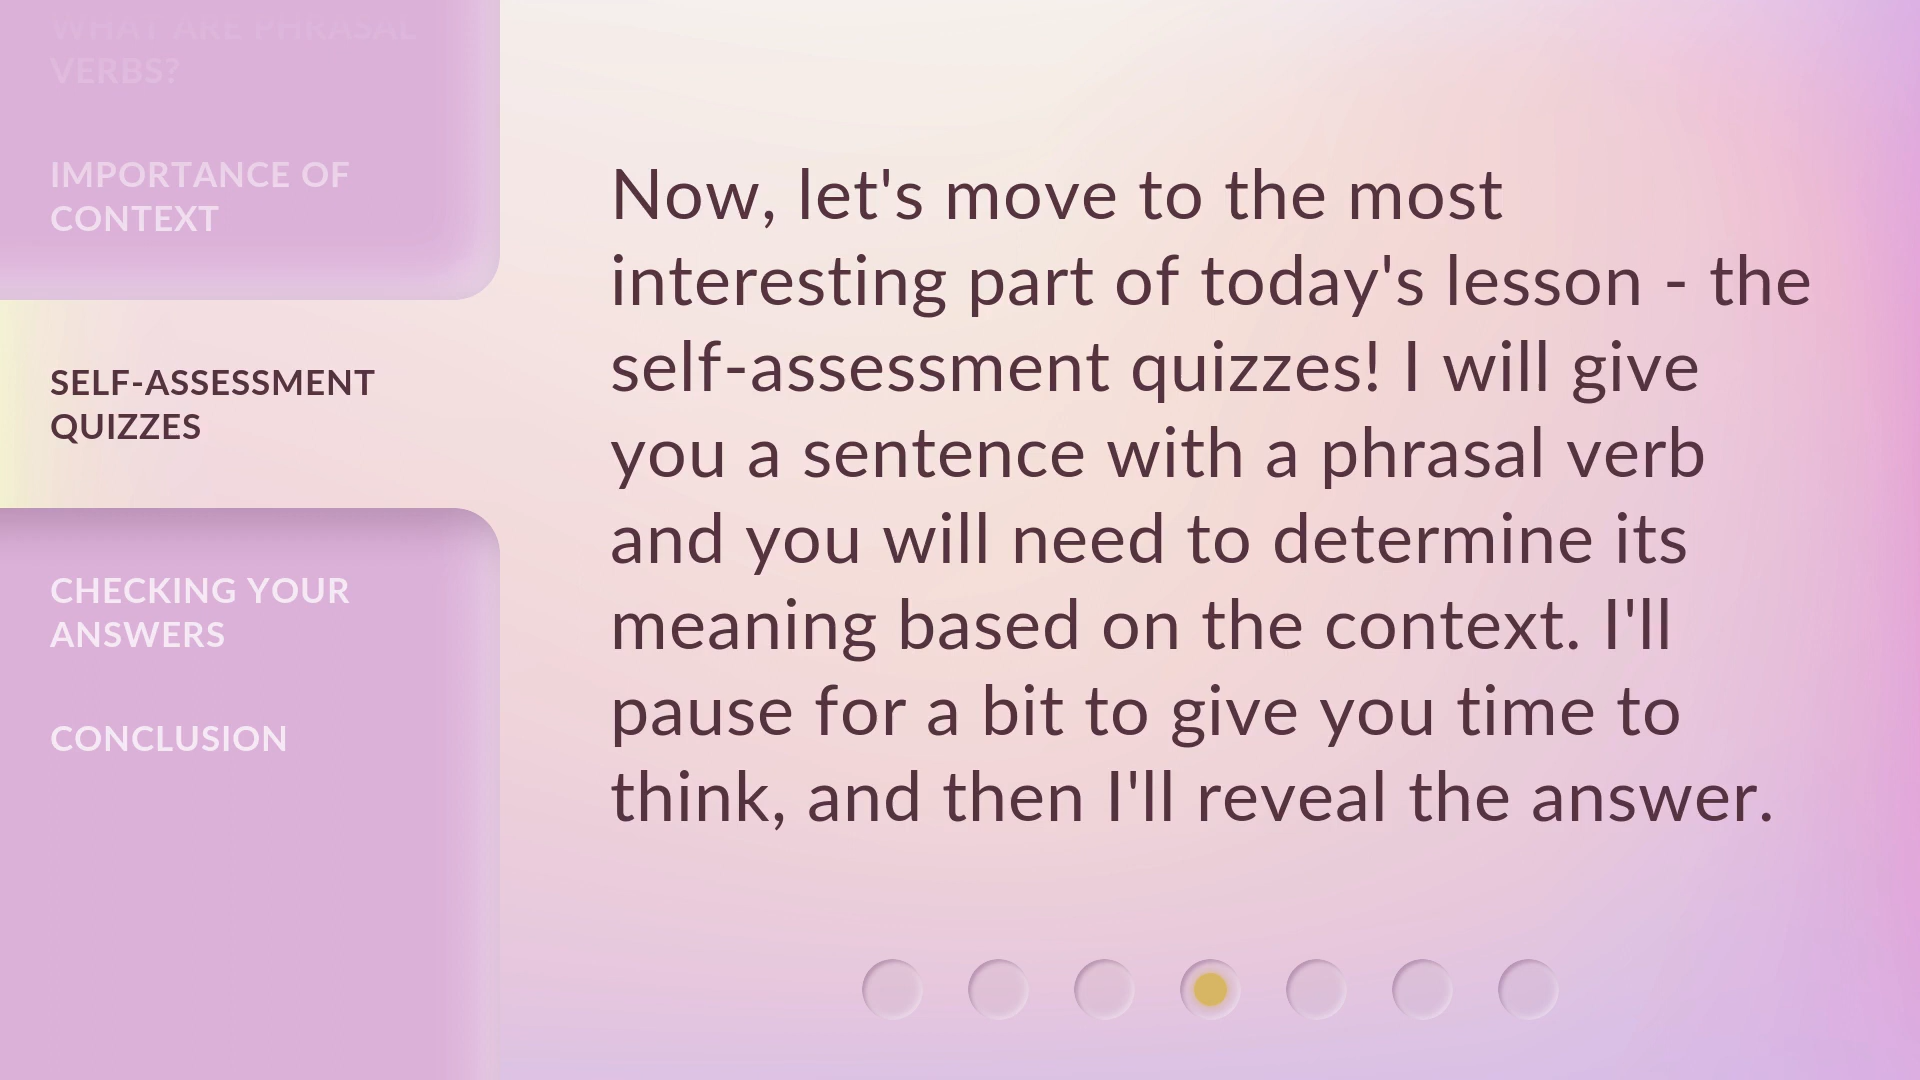 WHAT ARE PHRASAL
VERBS?
IMPORTANCE OF
CONTEXT
SELF-ASSESSMENT
QUIZZES
CHECKING YOUR
ANSWERS
CONCLUSION
Now, let's move to the most
interesting part of today's lesson - the
self-assessment quizzes! I will give
you a sentence with a phrasal verb
and you will need to determine its
meaning based on the context. I'll
pause for a bit to give you time to
think, and then I'll reveal the answer.